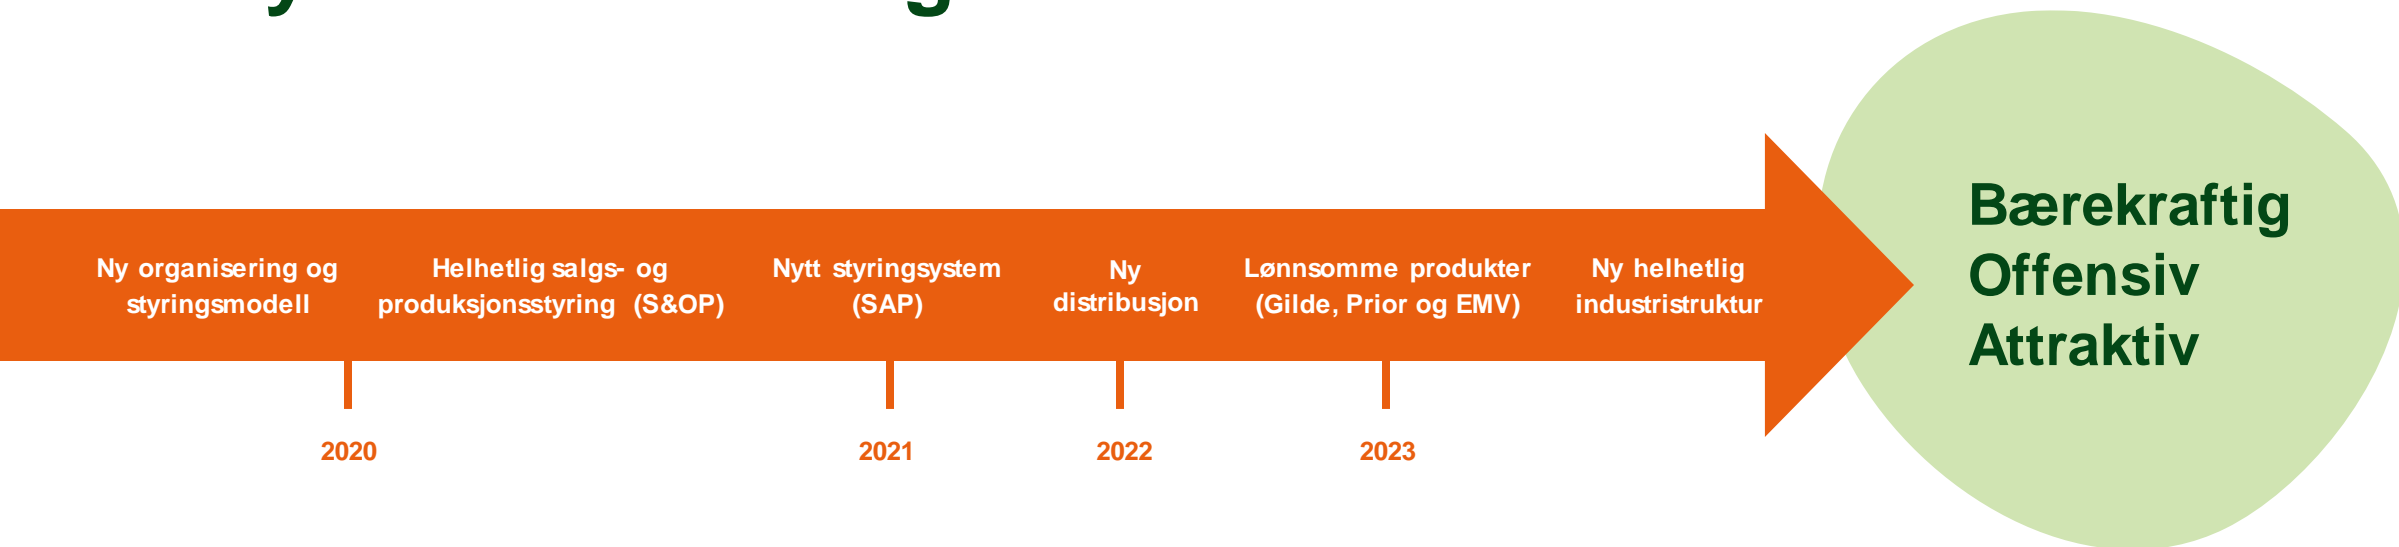 Ny organisering og
styringsmodell
Helhetlig salgs- og
produksjonsstyring (S&OP)
Nytt styringsystem
(SAP)
Ny
distribusjon
Lønnsomme produkter
(Gilde, Prior og EMV)
Ny helhetlig
industristruktur
Bærekraftig
Offensiv
Attraktiv
2020
2021
2022
2023